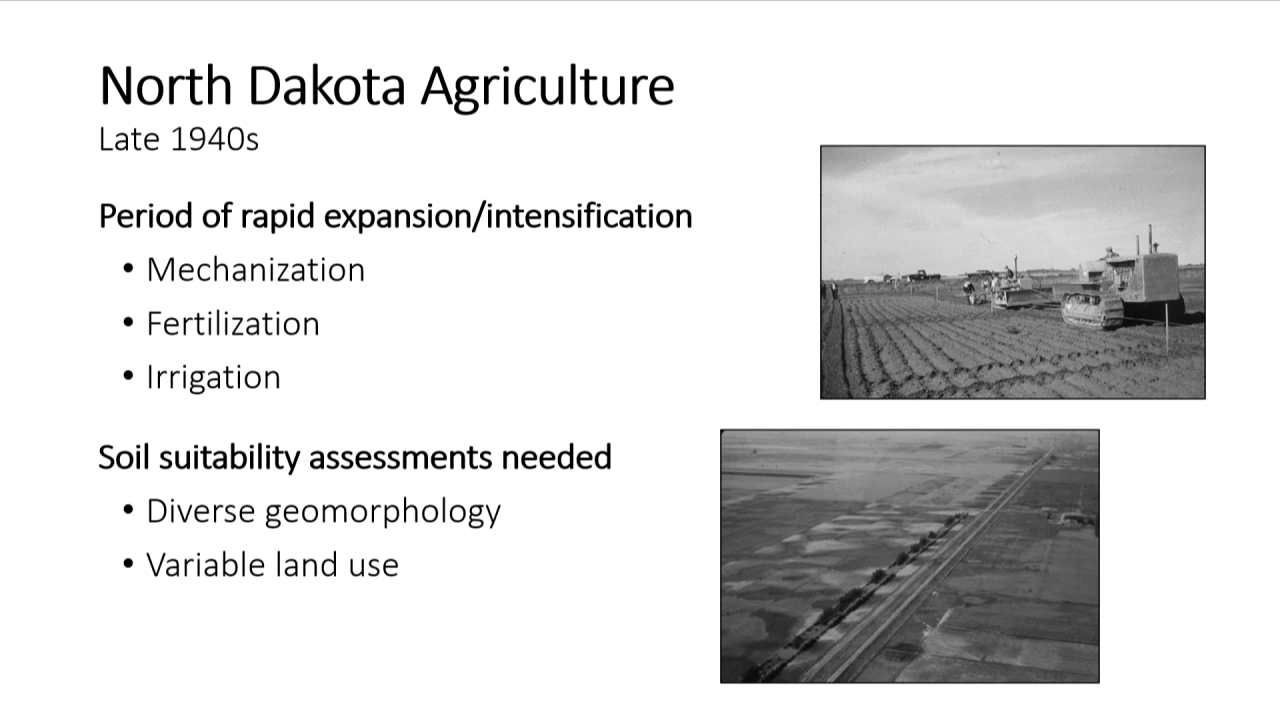 North Dakota Agriculture
Late 1940s
Period of rapid expansion/intensification
• Mechanization
• Fertilization
• Irrigation
Soil suitability assessments needed
• Diverse geomorphology
• Variable land use